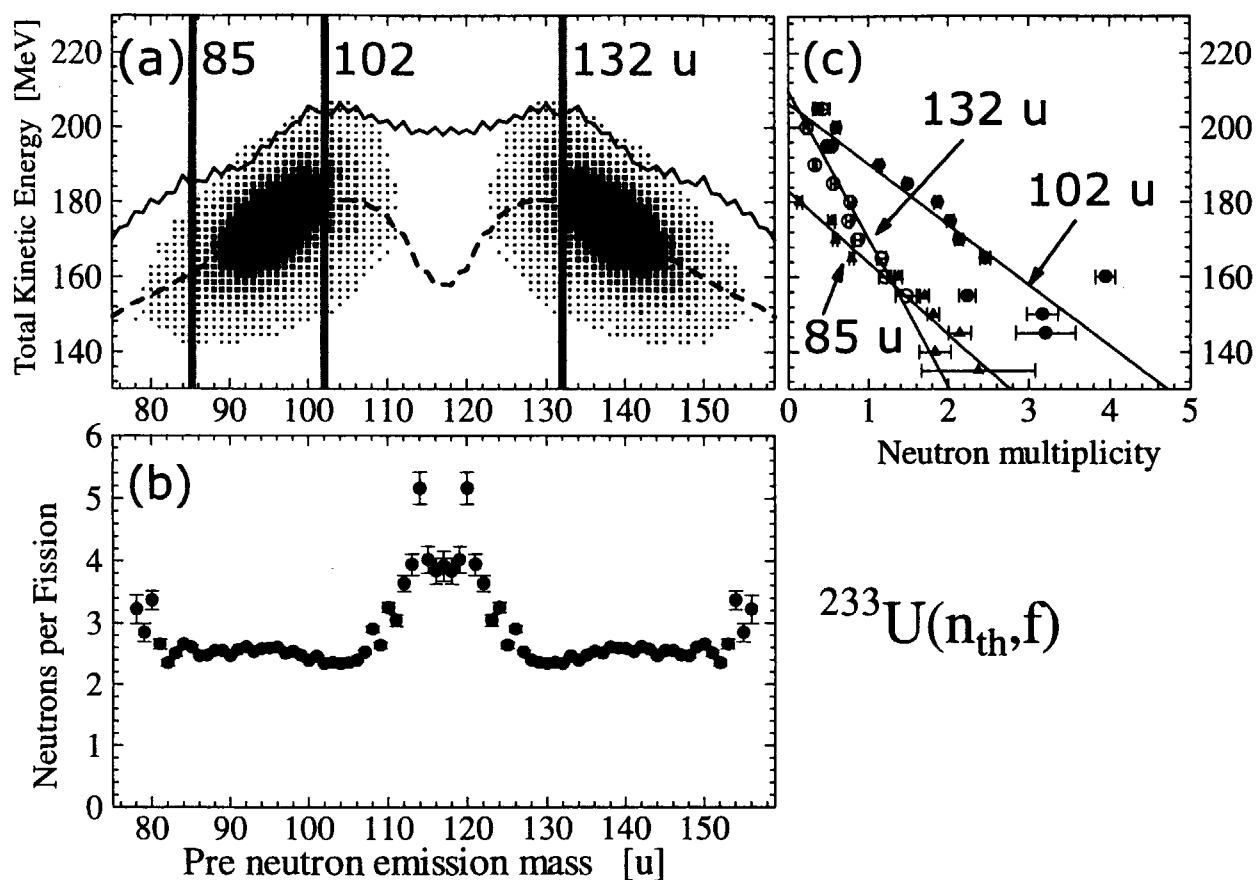 Total Kinetic Energy [MeV]
220
200
180
160
140
(a)
85
102
132 u
80 90 100 110 120 130 140 150
(c)
132 u
102 u
85 u
220
200
180
160
140
0 1 2 3 4 5
Neutron multiplicity
Neutrons per Fission
6
5
4
3
2
1
0
(b)
80 90 100 110 120 130 140 150
Pre neutron emission mass [u]
²³³U(nₜₕ,f)